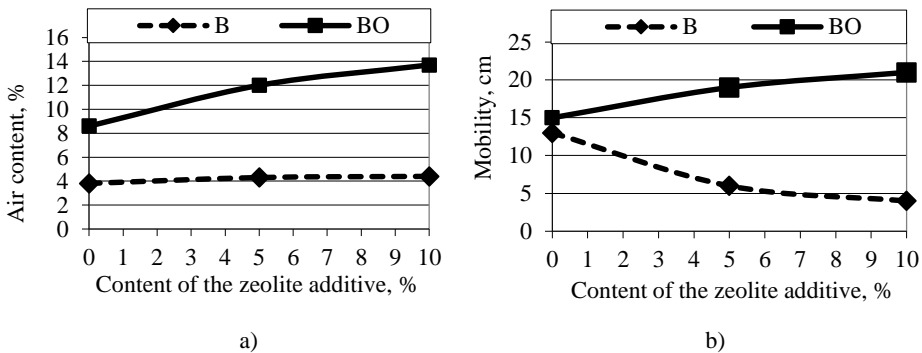 B BO
Air content, %
16
14
12
10
8
6
4
2
0
0 1 2 3 4 5 6 7 8 9 10
Content of the zeolite additive, %
a)
B BO
Mobility, cm
25
20
15
10
5
0
0 1 2 3 4 5 6 7 8 9 10
Content of the zeolite additive, %
b)